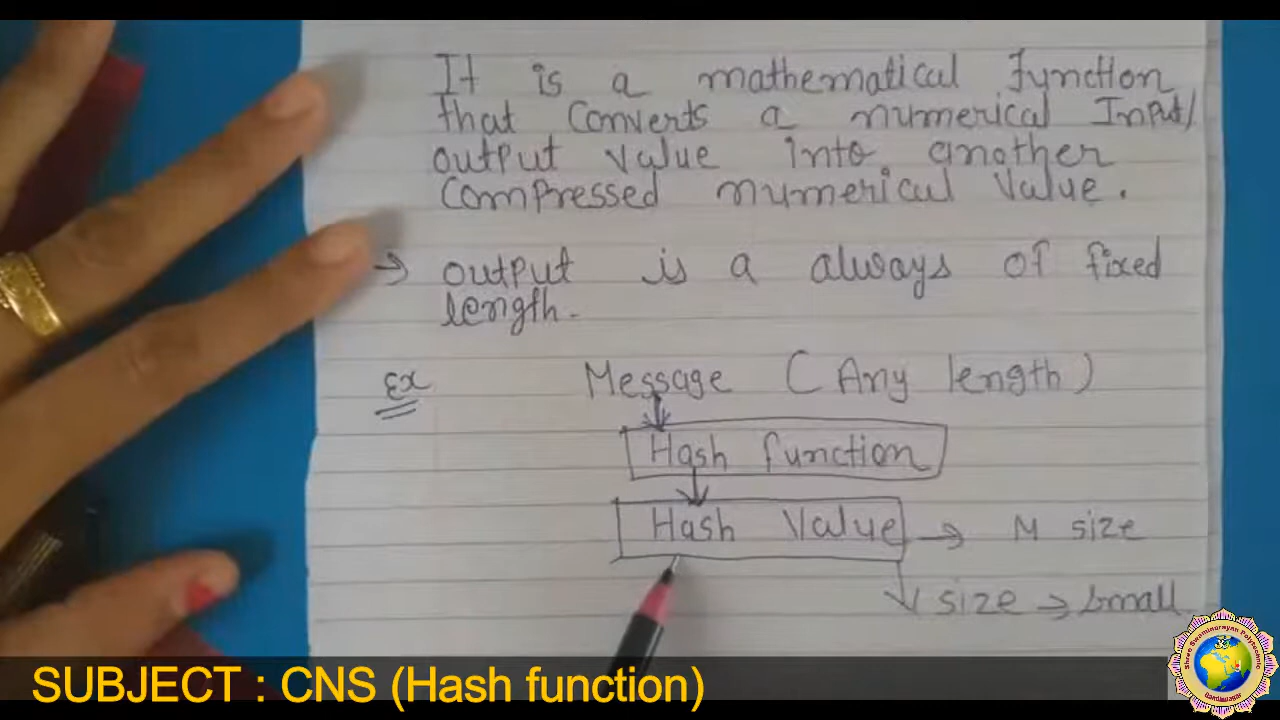 It is a mathematical function
that converts a numerical Input/
output value into another
compressed numerical value.
→ output is a always of fixed
length.
Ex Message (Any length)
Hash function
Hash Value → M size
size → small
SUBJECT : CNS (Hash function)